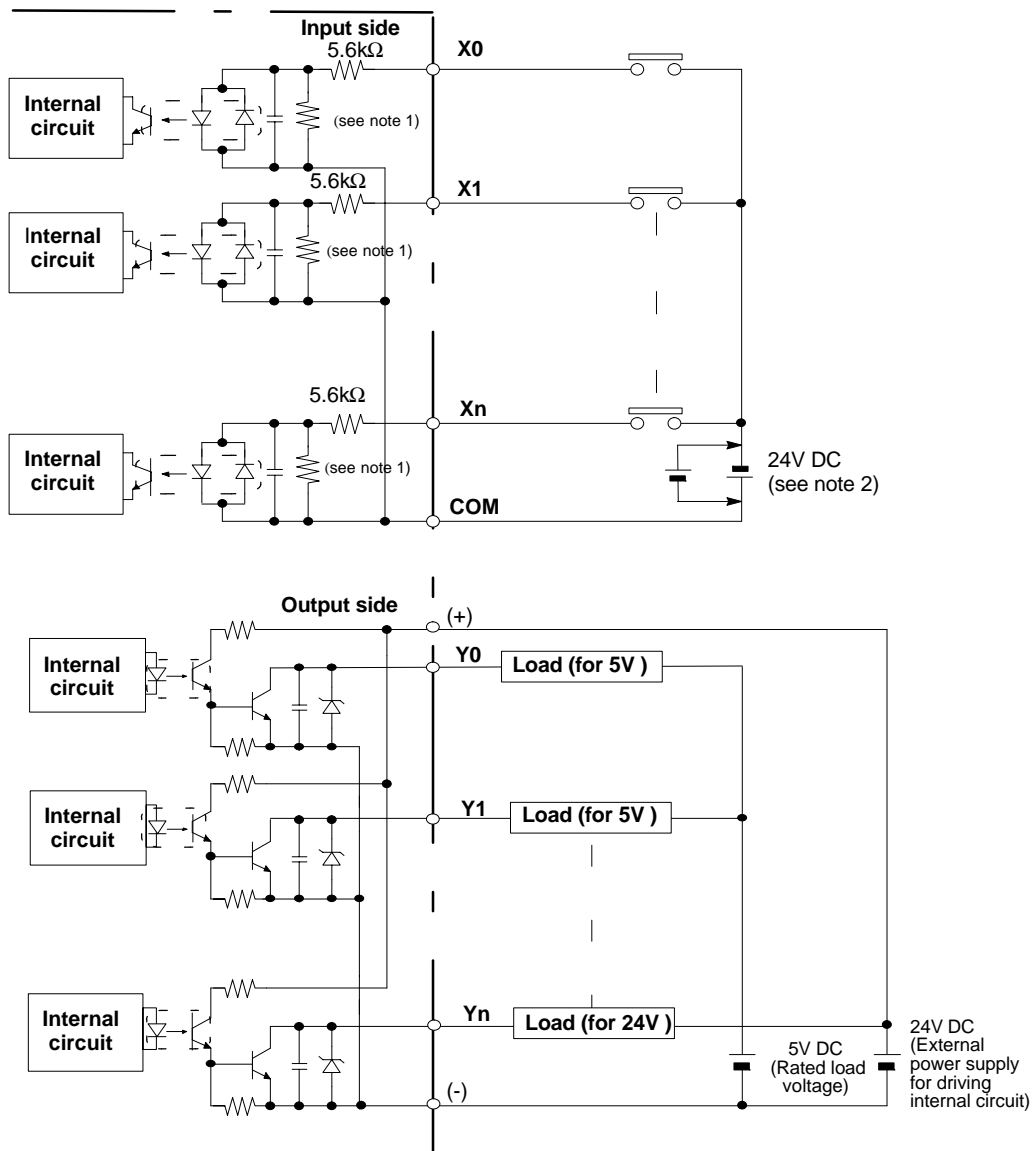 Input side
5.6kΩ
X0
Internal
circuit
(see note 1)
5.6kΩ
X1
Internal
circuit
(see note 1)
5.6kΩ
Xn
Internal
circuit
(see note 1)
24V DC
(see note 2)
COM
Output side
(+)
Y0
Load (for 5V )
Internal
circuit
Y1
Load (for 5V )
Internal
circuit
Yn
Load (for 24V )
Internal
circuit
5V DC
(Rated load
voltage)
24V DC
(External
power supply
for driving
internal circuit)
(-)